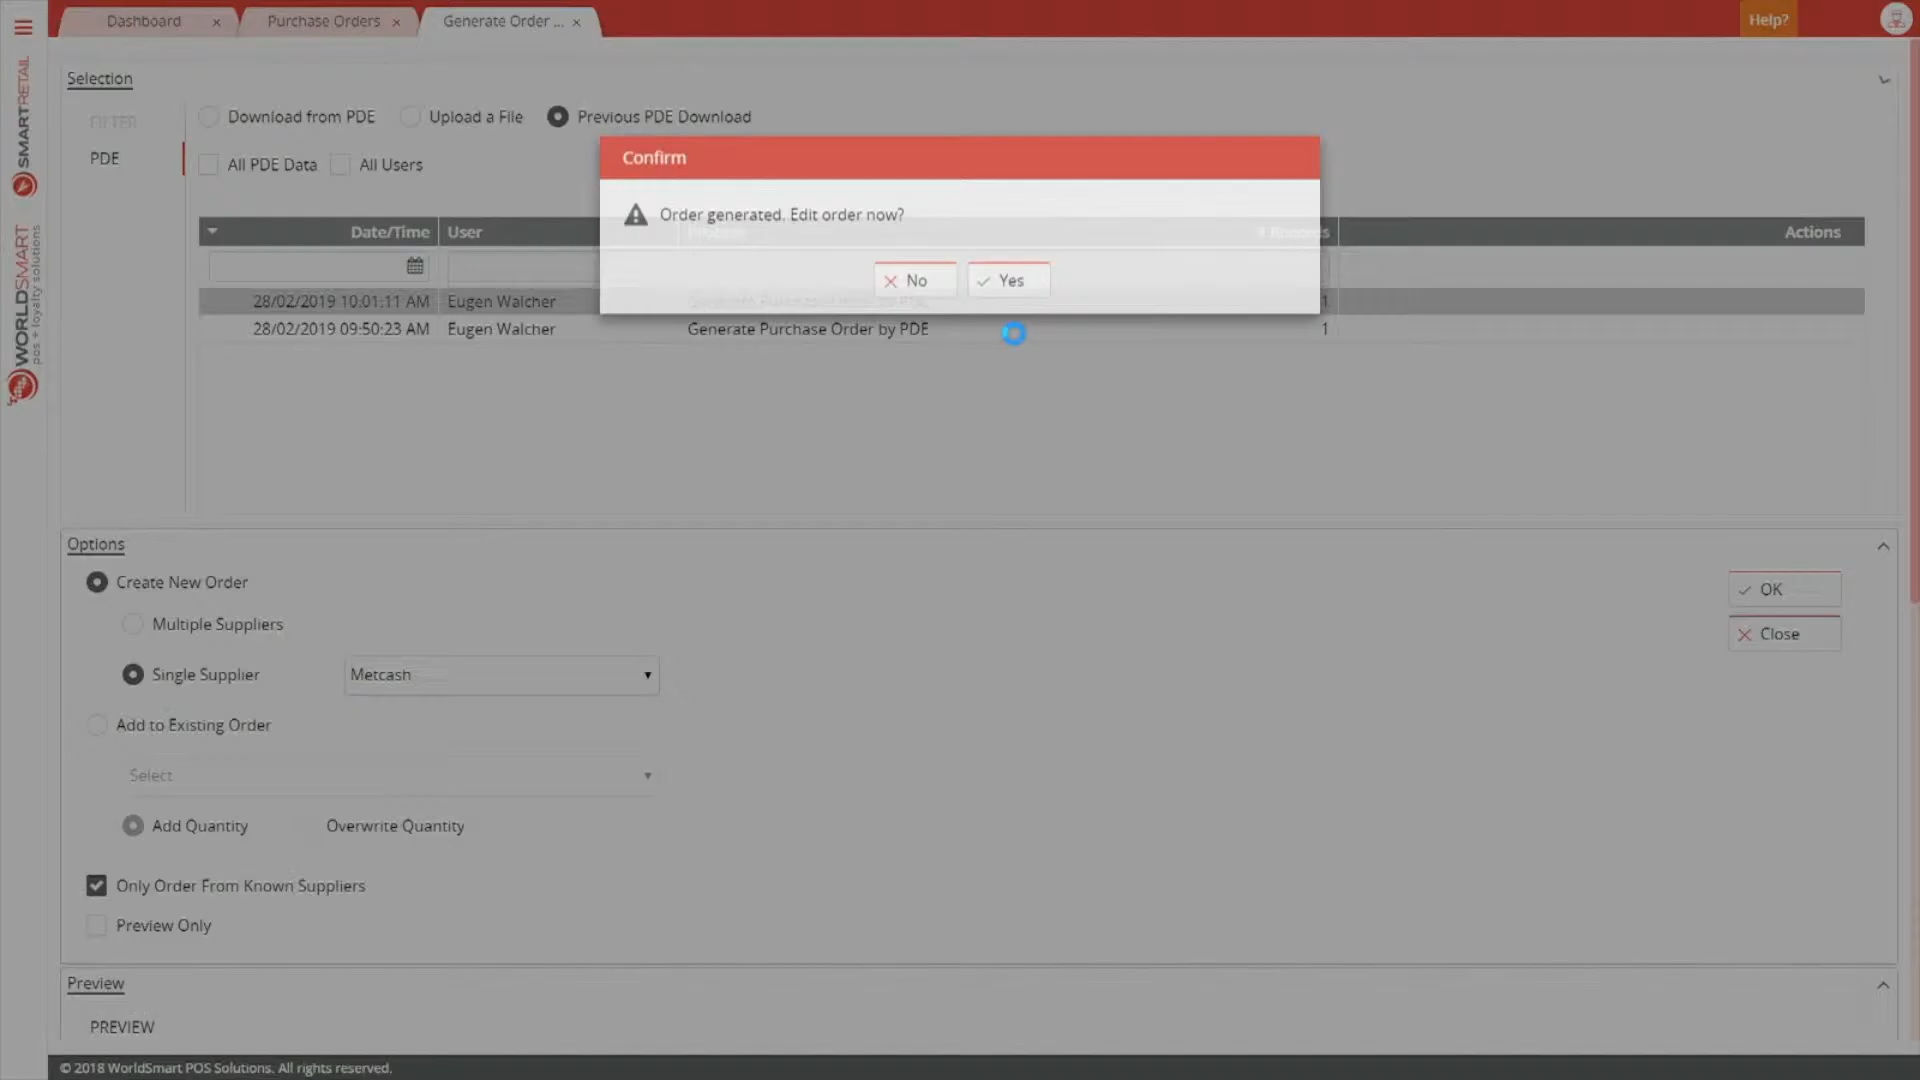 Dashboard × Purchase Orders × Generate Order ... ×
Help?
SMARTRETAIL
WORLDSMART
pos + loyalty solutions
Selection
FILTER
PDE
Download from PDE Upload a File Previous PDE Download
All PDE Data All Users
Confirm
Order generated. Edit order now?
No Yes
Date/Time User Actions
28/02/2019 10:01:11 AM Eugen Walcher 1
28/02/2019 09:50:23 AM Eugen Walcher Generate Purchase Order by PDE 1
Options
Create New Order
Multiple Suppliers
Single Supplier Metcash
Add to Existing Order
Select
Add Quantity Overwrite Quantity
Only Order From Known Suppliers
Preview Only
OK
Close
Preview
PREVIEW
© 2018 WorldSmart POS Solutions. All rights reserved.